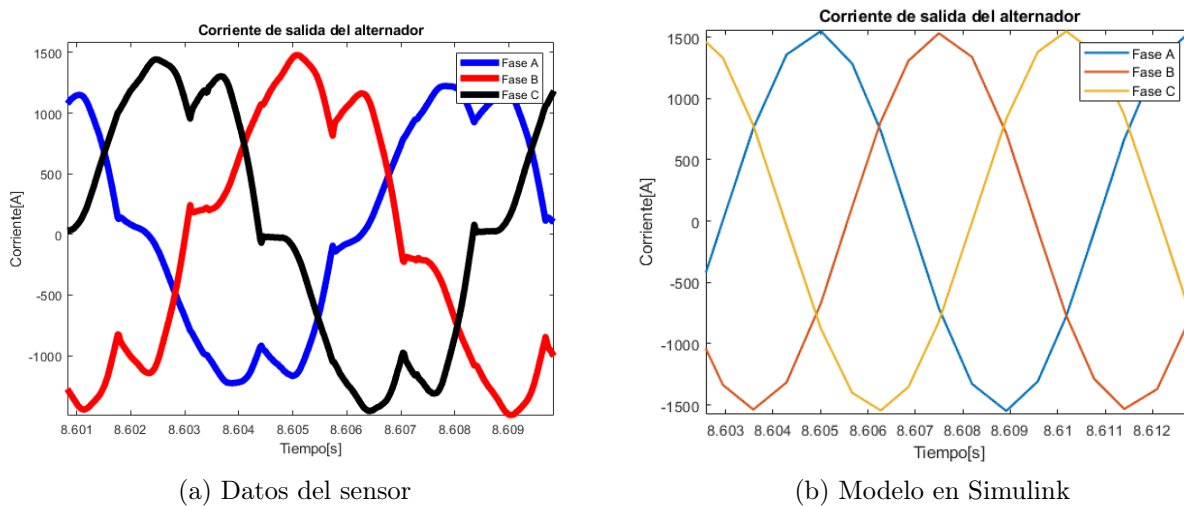 Corriente de salida del alternador
1500
1000
500
0
-500
-1000
Corriente[A]
Fase A
Fase B
Fase C
8.601
8.602
8.603
8.604
8.605
8.606
8.607
8.608
8.609
Tiempo[s]
(a) Datos del sensor
Corriente de salida del alternador
1500
1000
500
0
-500
-1000
-1500
Corriente[A]
Fase A
Fase B
Fase C
8.603
8.604
8.605
8.606
8.607
8.608
8.609
8.61
8.611
8.612
Tiempo[s]
(b) Modelo en Simulink